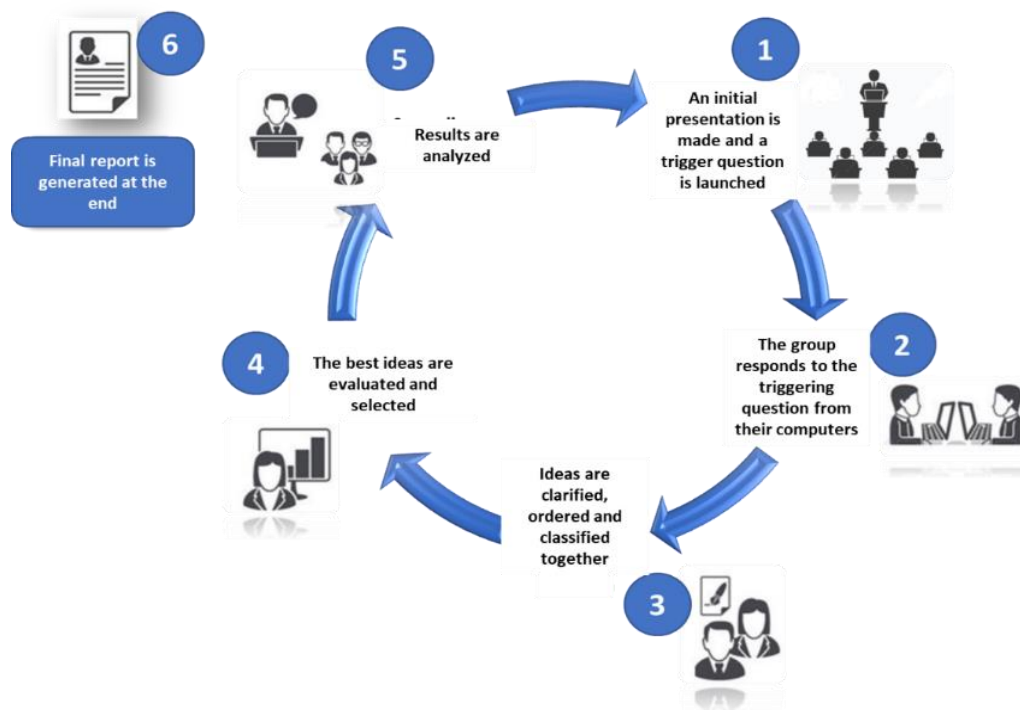 6
Final report is
generated at the
end
5
Results are
analyzed
1
An initial
presentation is
made and a
trigger question
is launched
2
The group
responds to the
triggering
question from
their computers
3
Ideas are
clarified,
ordered and
classified
together
4
The best ideas are
evaluated and
selected